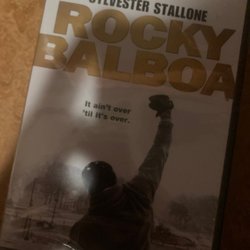 SYLVESTER STALLONE
ROCKY
BALBOA
It ain't over
'til it's over.